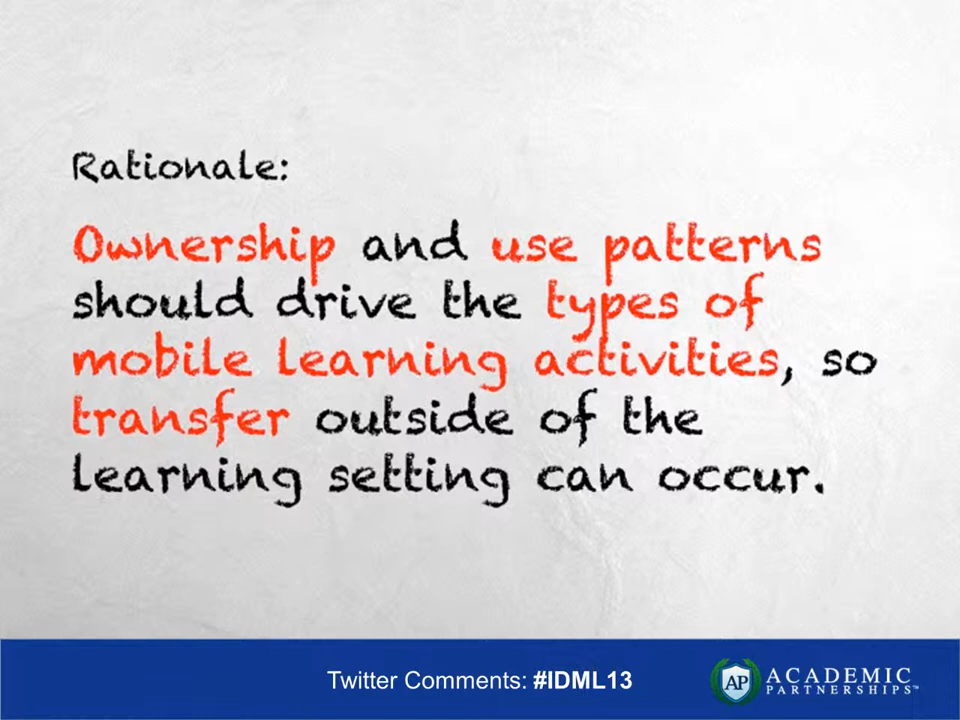 Rationale:
Ownership and use patterns
should drive the types of
mobile learning activities, so
transfer outside of the
learning setting can occur.
Twitter Comments: #IDML13
AP
ACADEMIC
PARTNERSHIPS™